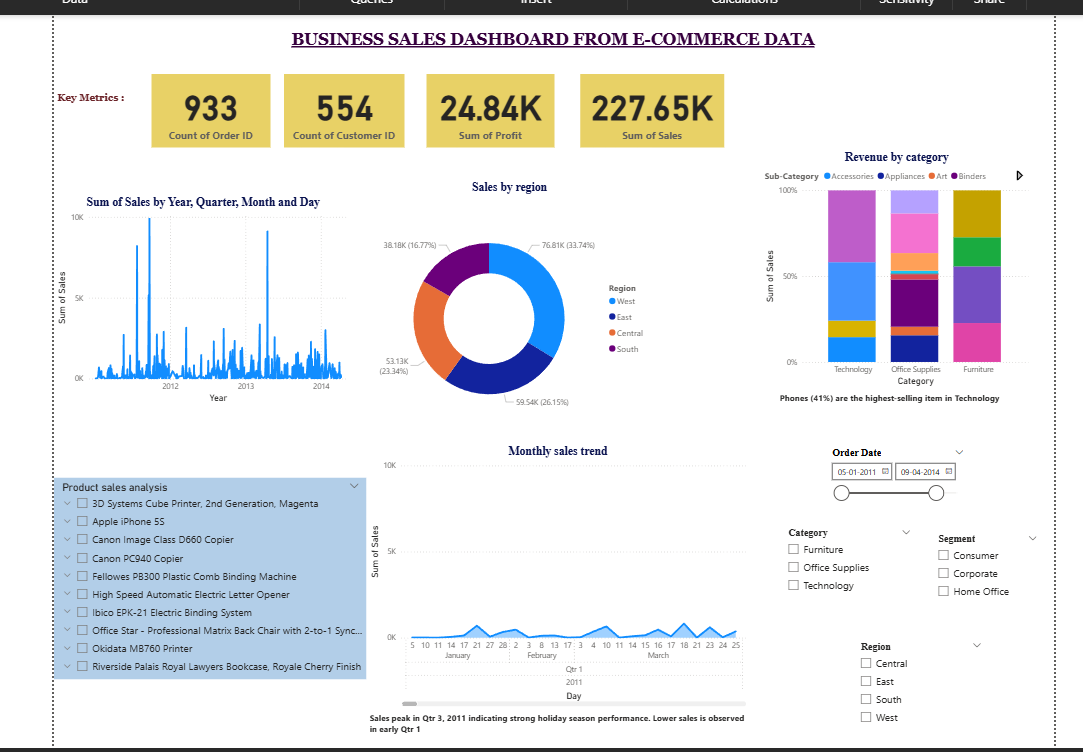 Data Queries Insert Calculations Sensitivity Share
BUSINESS SALES DASHBOARD FROM E-COMMERCE DATA
Key Metrics :
933
Count of Order ID
554
Count of Customer ID
24.84K
Sum of Profit
227.65K
Sum of Sales
Sum of Sales by Year, Quarter, Month and Day
10K
5K
0K
Sum of Sales
2012 2013 2014
Year
Sales by region
38.18K (16.77%)
76.81K (33.74%)
53.13K
(23.34%)
59.54K (26.15%)
Region
West
East
Central
South
Revenue by category
Sub-Category Accessories Appliances Art Binders
100%
50%
0%
Sum of Sales
Technology Office Supplies Furniture
Category
Phones (41%) are the highest-selling item in Technology
Product sales analysis
3D Systems Cube Printer, 2nd Generation, Magenta
Apple iPhone 5S
Canon Image Class D660 Copier
Canon PC940 Copier
Fellowes PB300 Plastic Comb Binding Machine
High Speed Automatic Electric Letter Opener
Ibico EPK-21 Electric Binding System
Office Star - Professional Matrix Back Chair with 2-to-1 Sync...
Okidata MB760 Printer
Riverside Palais Royal Lawyers Bookcase, Royale Cherry Finish
Monthly sales trend
10K
5K
0K
Sum of Sales
5 10 11 14 17 21 27 28 2 5 13 13 17 3 4 10 11 14 15 16 17 18 21 23 24 25
January February March
Qtr 1
2011
Day
Sales peak in Qtr 3, 2011 indicating strong holiday season performance. Lower sales is observed
in early Qtr 1
Order Date
05-01-2011 09-04-2014
Category
Furniture
Office Supplies
Technology
Segment
Consumer
Corporate
Home Office
Region
Central
East
South
West